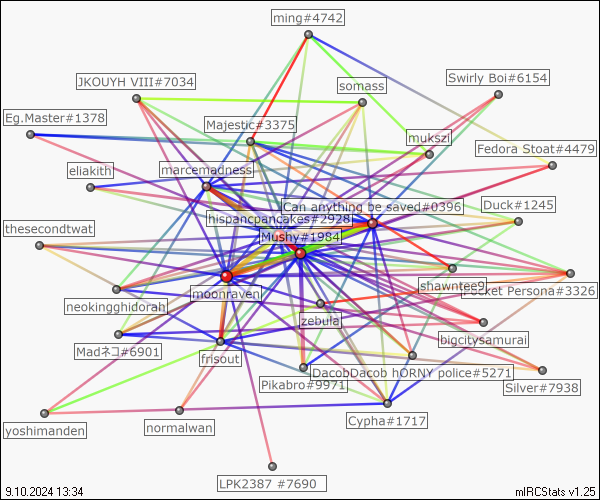 ming#4742
JKOUYH VIII#7034
somass
Swirly Boi#6154
Eg.Master#1378
Majestic#3375
mukszi
Fedora Stoat#4479
eliakith
marcemadness
Duck#1245
Can anything be saved#0396
hispancpancakes#2928
thesecondtwat
Mushy#1984
moonraven
shawntee9
Pocket Persona#3326
neokingghidorah
zebula
bigcitysamurai
Madネコ#6901
frisout
DacobDacob hORNY police#5271
Pikabro#9971
Silver#7938
yoshimanden
normalwan
Cypha#1717
LPK2387 #7690
9.10.2024 13:34
mIRCStats v1.25